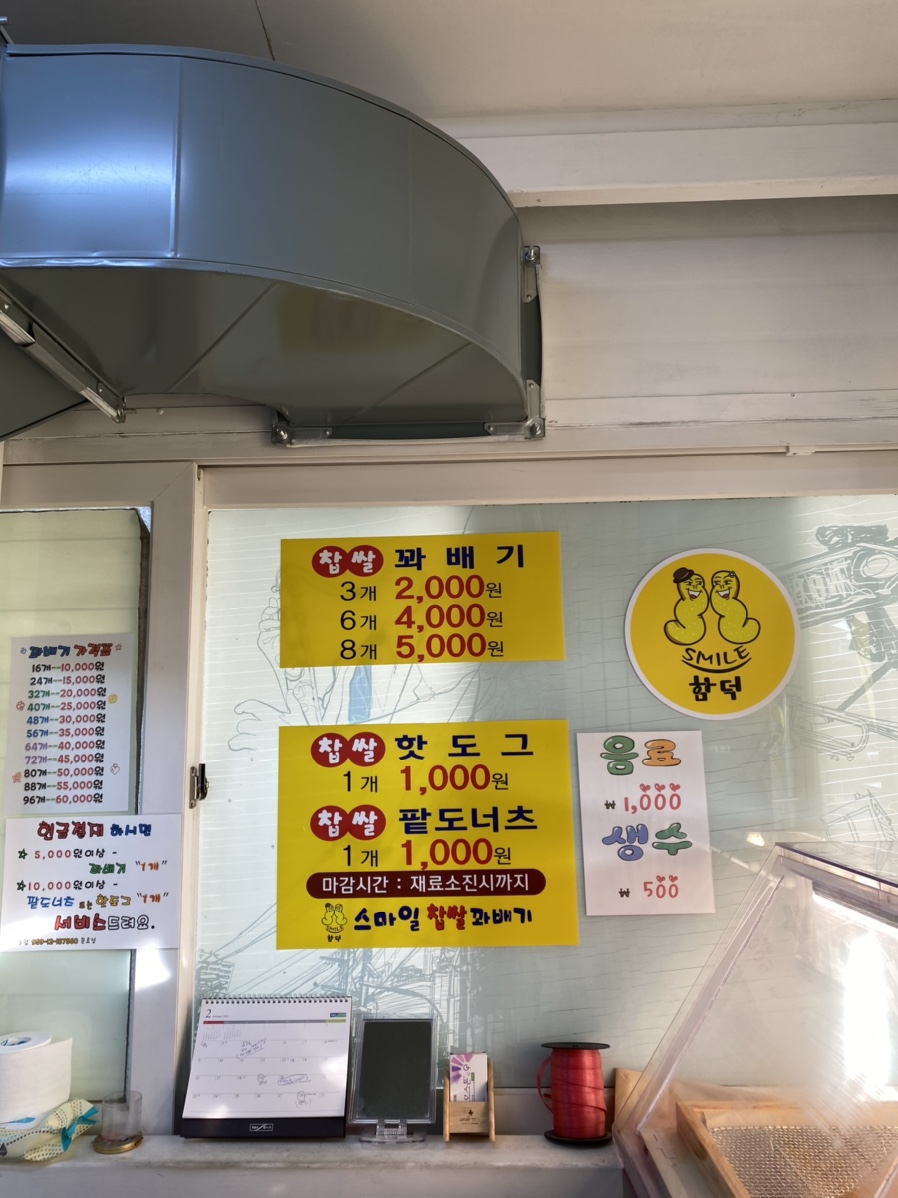 찹쌀 꽈배기
3개 2,000원
6개 4,000원
8개 5,000원
SMILE
함덕
찹쌀 핫도그
1개 1,000원
찹쌀 팥도너츠
1개 1,000원
마감시간 : 재료소진시까지
SMILE
함덕
스마일 찹쌀 꽈배기
음료
₩ 1,000
생수
₩ 500
꽈배기 가격표
16개--10,000원
24개--15,000원
32개--20,000원
40개--25,000원
48개--30,000원
56개--35,000원
64개--40,000원
72개--45,000원
80개--50,000원
88개--55,000원
96개--60,000원
현금결제 하시면
☆ 5,000원이상 -
꽈배기 "1개"
☆ 10,000원이상 -
팥도너츠 또는 핫도그 "1개"
서비스드려요.
2